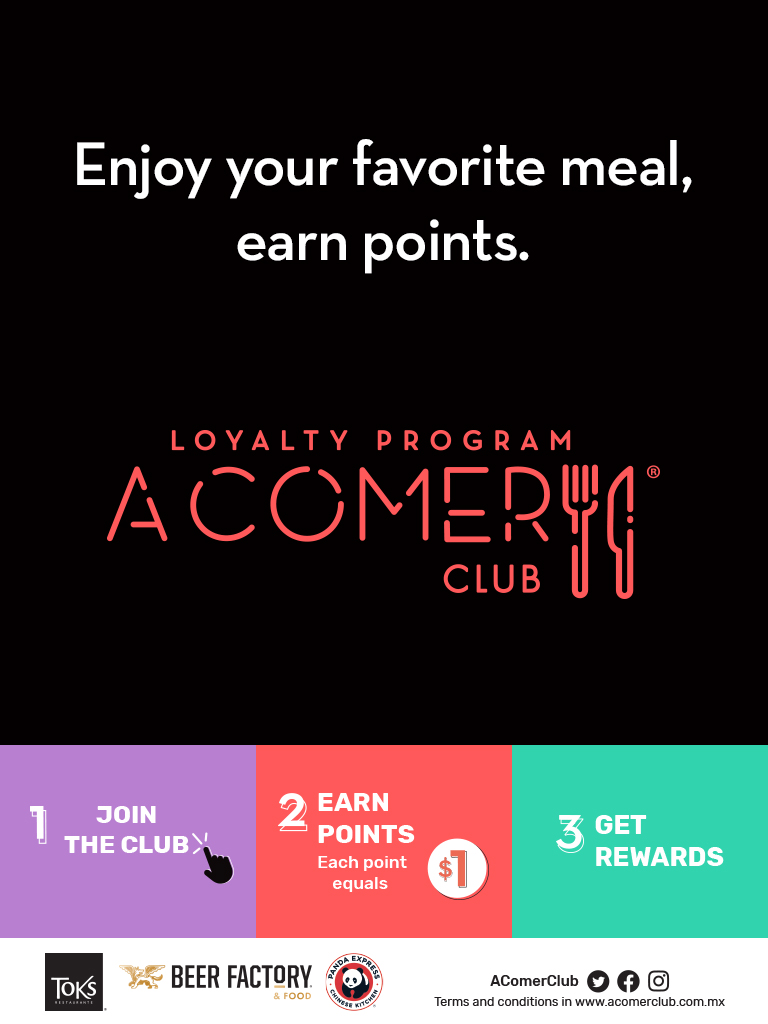 Enjoy your favorite meal,
earn points.
LOYALTY PROGRAM
A COMER ®
CLUB
1 JOIN
THE CLUB
2 EARN
POINTS
Each point
equals
$1
3 GET
REWARDS
TOK'S
RESTAURANTE
BEER FACTORY
& FOOD
PANDA EXPRESS
CHINESE KITCHEN
AComerClub
Terms and conditions in www.acomerclub.com.mx